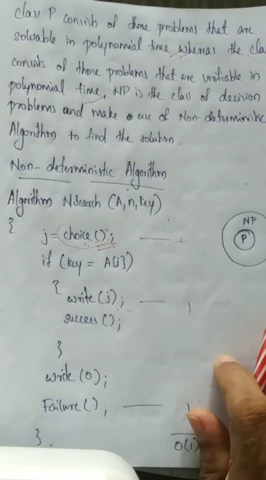 class P consists of those problems that are
solvable in polynomial time whereas the cla
consists of those problems that are verifiable in
polynomial time, NP is the class of decision
problems and make a use of Non-deterministic
Algorithm to find the solution.
Non-deterministic Algorithm
Algorithm Nsearch (A,n,key)
{
j = choice();
if (key = A[j])
{
write(j); — 1
success();
}
write(0);
Failure(), — 1
}
O(1)
NP
P